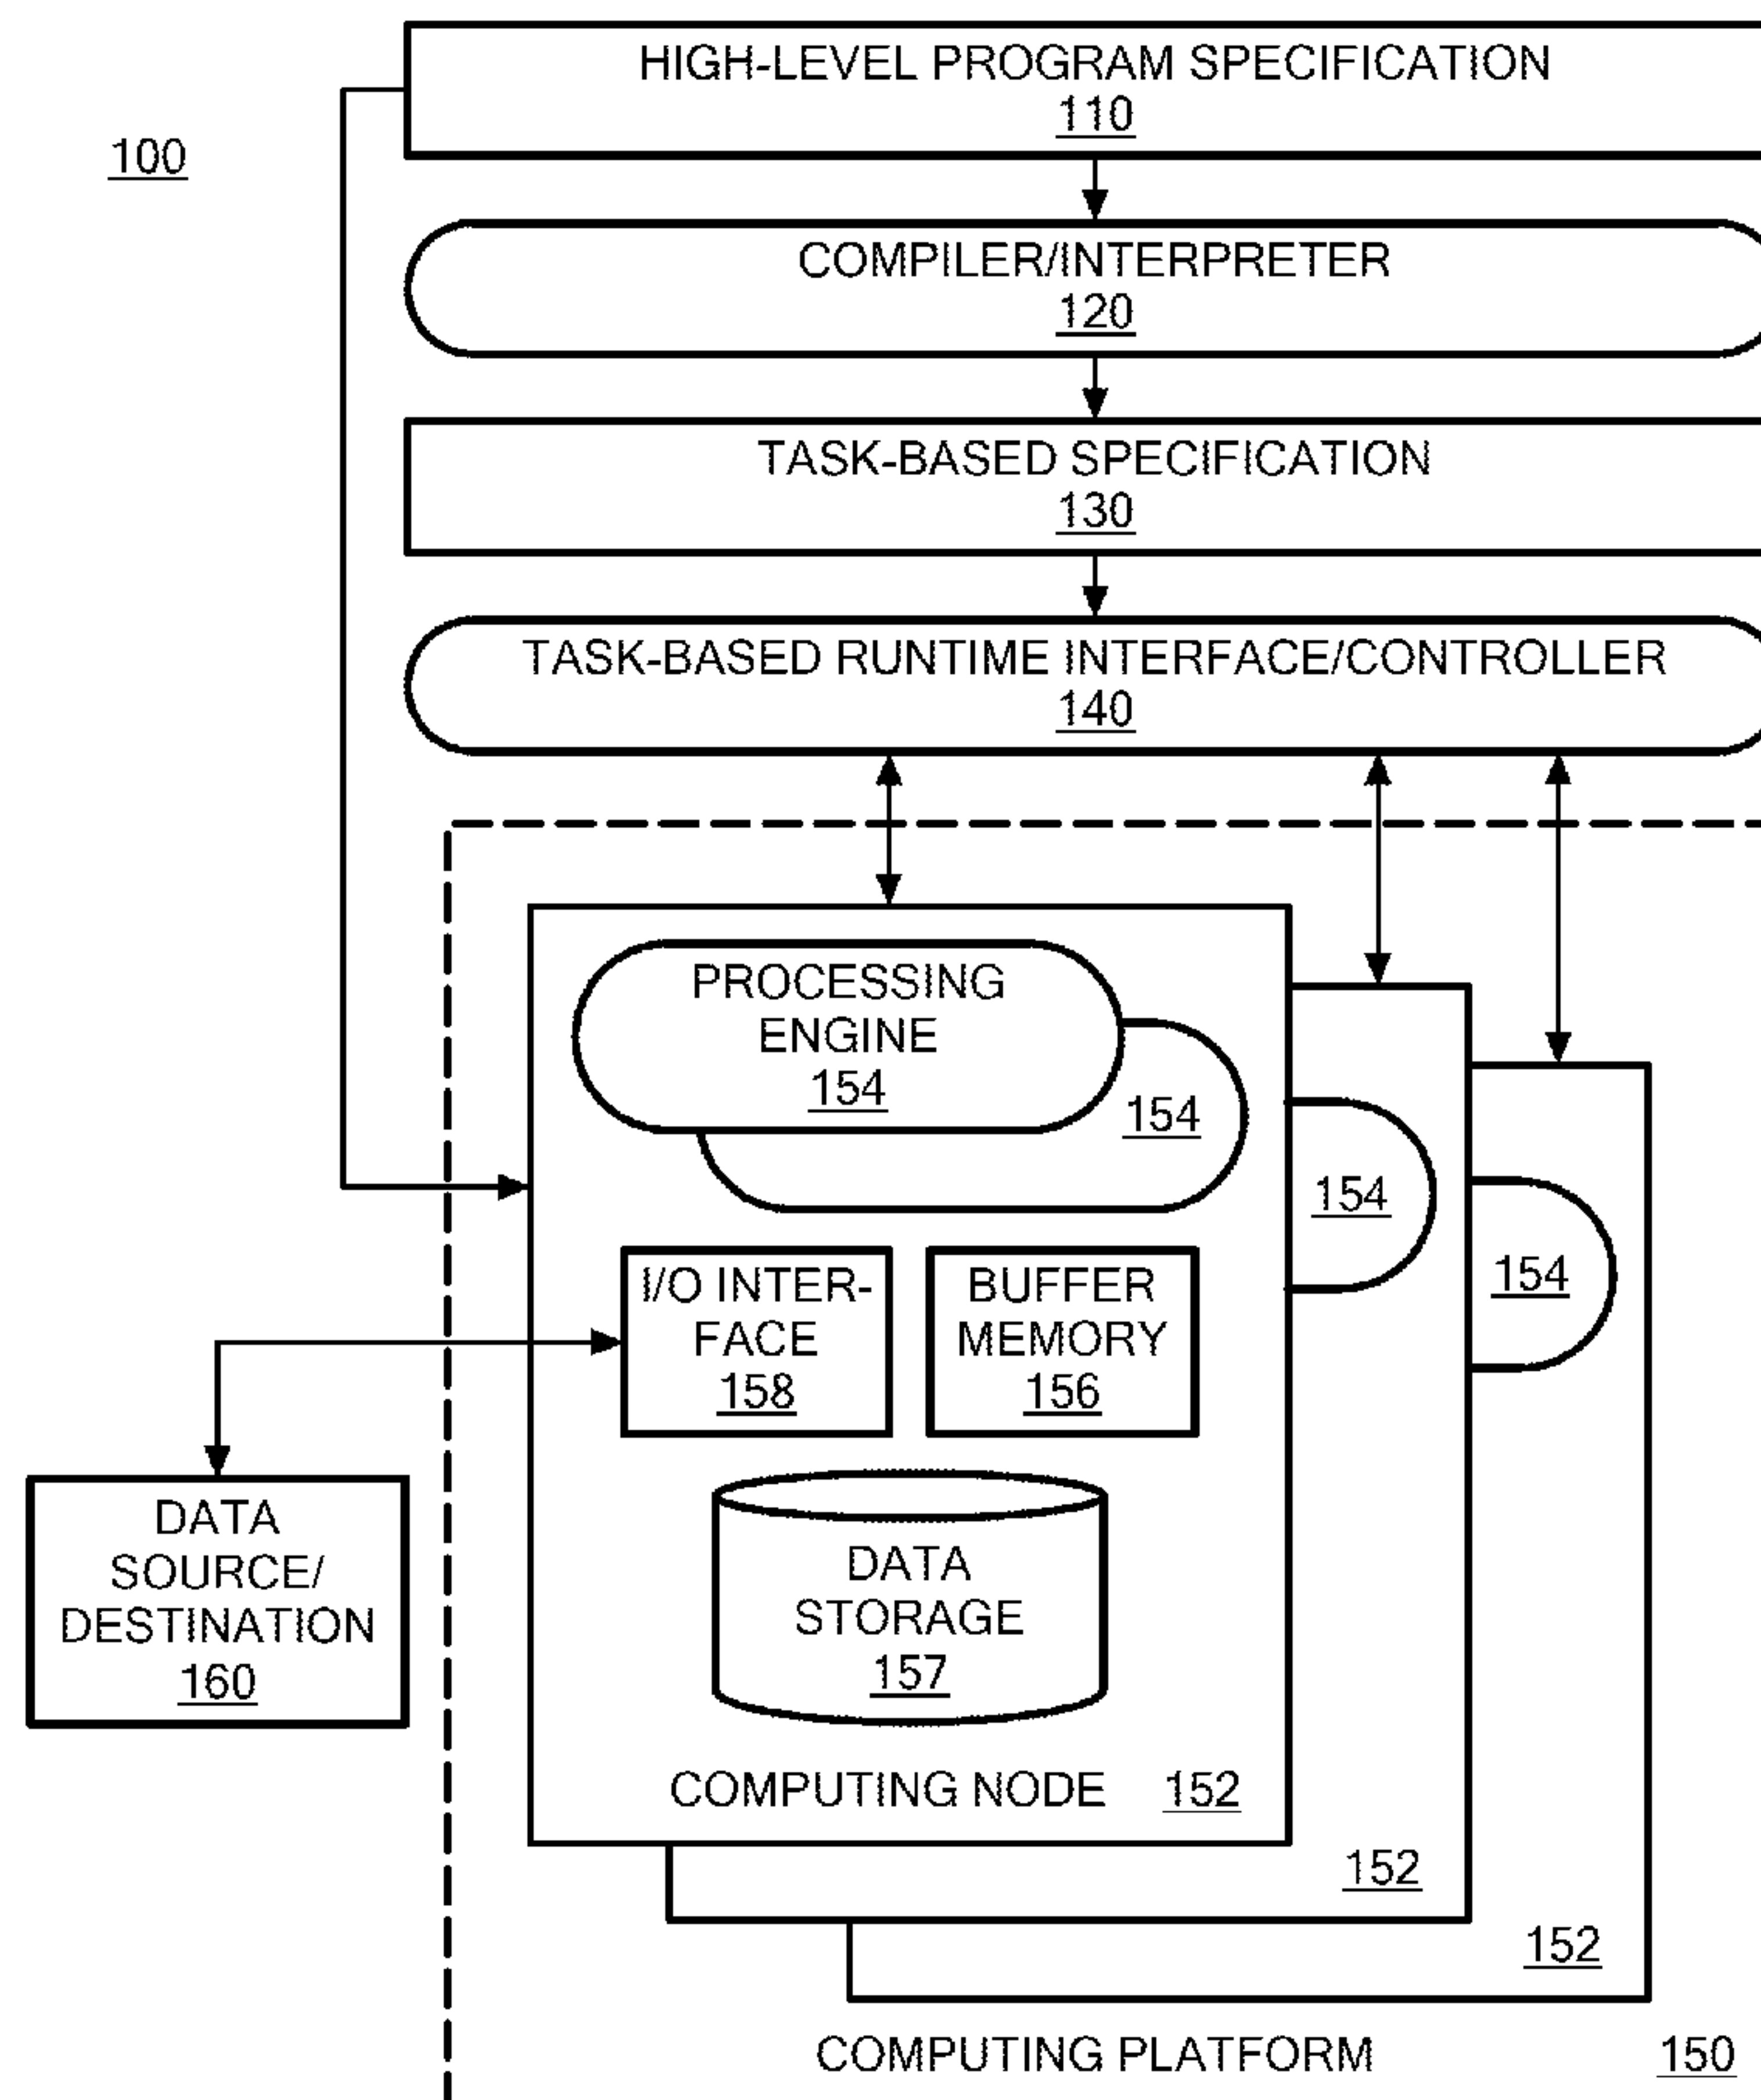 HIGH-LEVEL PROGRAM SPECIFICATION
110
100
COMPILER/INTERPRETER
120
TASK-BASED SPECIFICATION
130
TASK-BASED RUNTIME INTERFACE/CONTROLLER
140
PROCESSING
ENGINE
154
154
154
154
I/O INTER-
FACE
158
BUFFER
MEMORY
156
DATA
SOURCE/
DESTINATION
160
DATA
STORAGE
157
COMPUTING NODE 152
152
152
COMPUTING PLATFORM 150